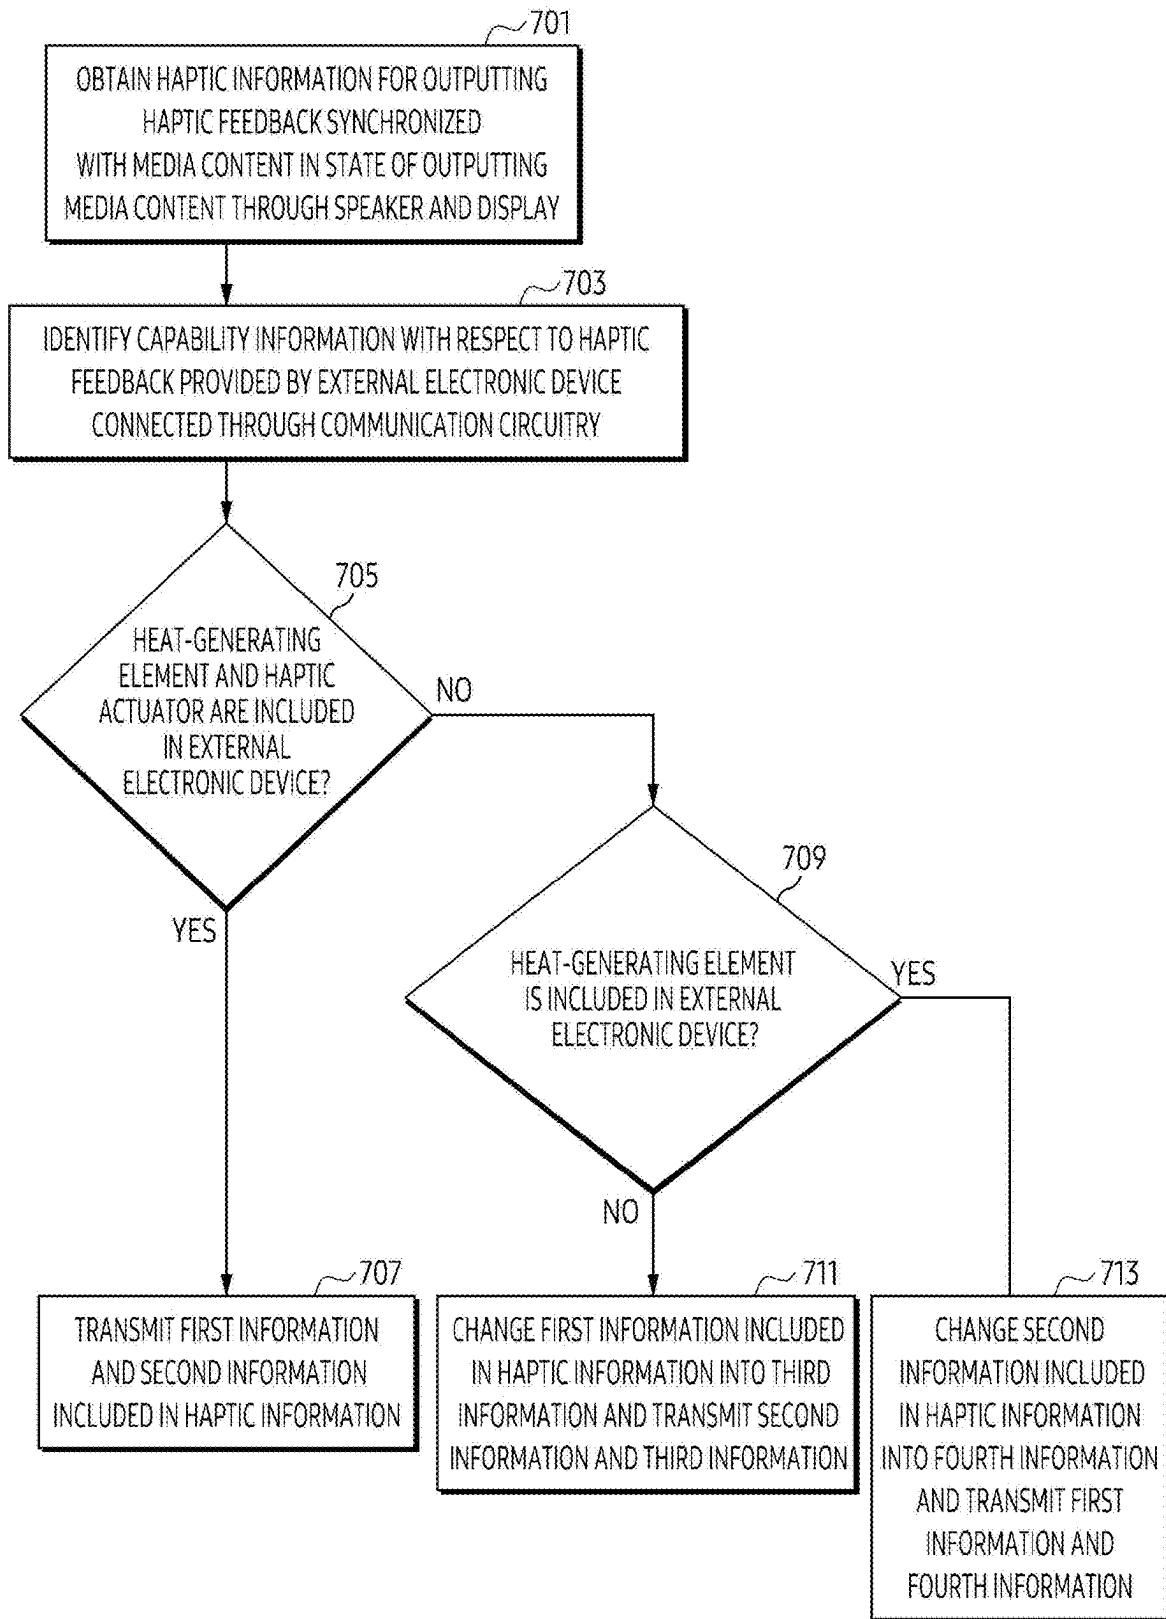 701
OBTAIN HAPTIC INFORMATION FOR OUTPUTTING
HAPTIC FEEDBACK SYNCHRONIZED
WITH MEDIA CONTENT IN STATE OF OUTPUTTING
MEDIA CONTENT THROUGH SPEAKER AND DISPLAY
703
IDENTIFY CAPABILITY INFORMATION WITH RESPECT TO HAPTIC
FEEDBACK PROVIDED BY EXTERNAL ELECTRONIC DEVICE
CONNECTED THROUGH COMMUNICATION CIRCUITRY
705
HEAT-GENERATING
ELEMENT AND HAPTIC
ACTUATOR ARE INCLUDED
IN EXTERNAL
ELECTRONIC DEVICE?
NO
YES
709
HEAT-GENERATING ELEMENT
IS INCLUDED IN EXTERNAL
ELECTRONIC DEVICE?
YES
NO
707
TRANSMIT FIRST INFORMATION
AND SECOND INFORMATION
INCLUDED IN HAPTIC INFORMATION
711
CHANGE FIRST INFORMATION INCLUDED
IN HAPTIC INFORMATION INTO THIRD
INFORMATION AND TRANSMIT SECOND
INFORMATION AND THIRD INFORMATION
713
CHANGE SECOND
INFORMATION INCLUDED
IN HAPTIC INFORMATION
INTO FOURTH INFORMATION
AND TRANSMIT FIRST
INFORMATION AND
FOURTH INFORMATION